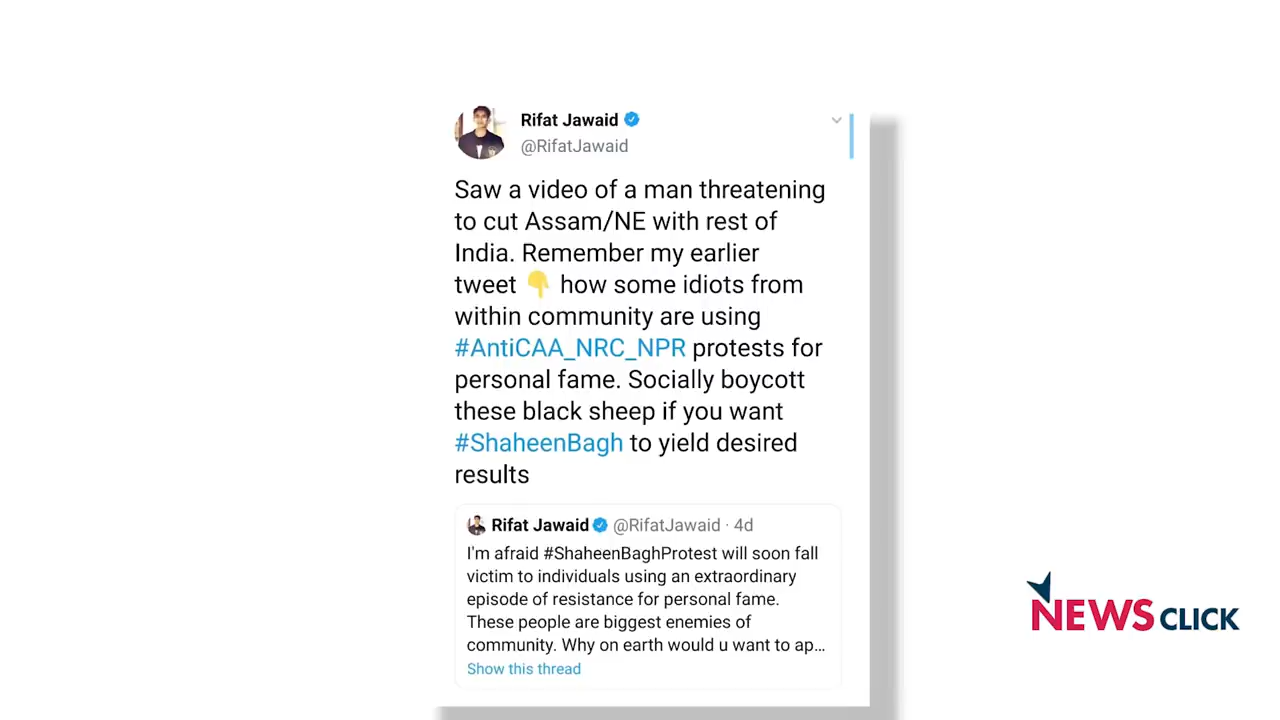 Rifat Jawaid
@RifatJawaid
Saw a video of a man threatening
to cut Assam/NE with rest of
India. Remember my earlier
tweet 👇 how some idiots from
within community are using
#AntiCAA_NRC_NPR protests for
personal fame. Socially boycott
these black sheep if you want
#ShaheenBagh to yield desired
results
Rifat Jawaid @RifatJawaid · 4d
I'm afraid #ShaheenBaghProtest will soon fall
victim to individuals using an extraordinary
episode of resistance for personal fame.
These people are biggest enemies of
community. Why on earth would u want to ap...
Show this thread
NEWS CLICK